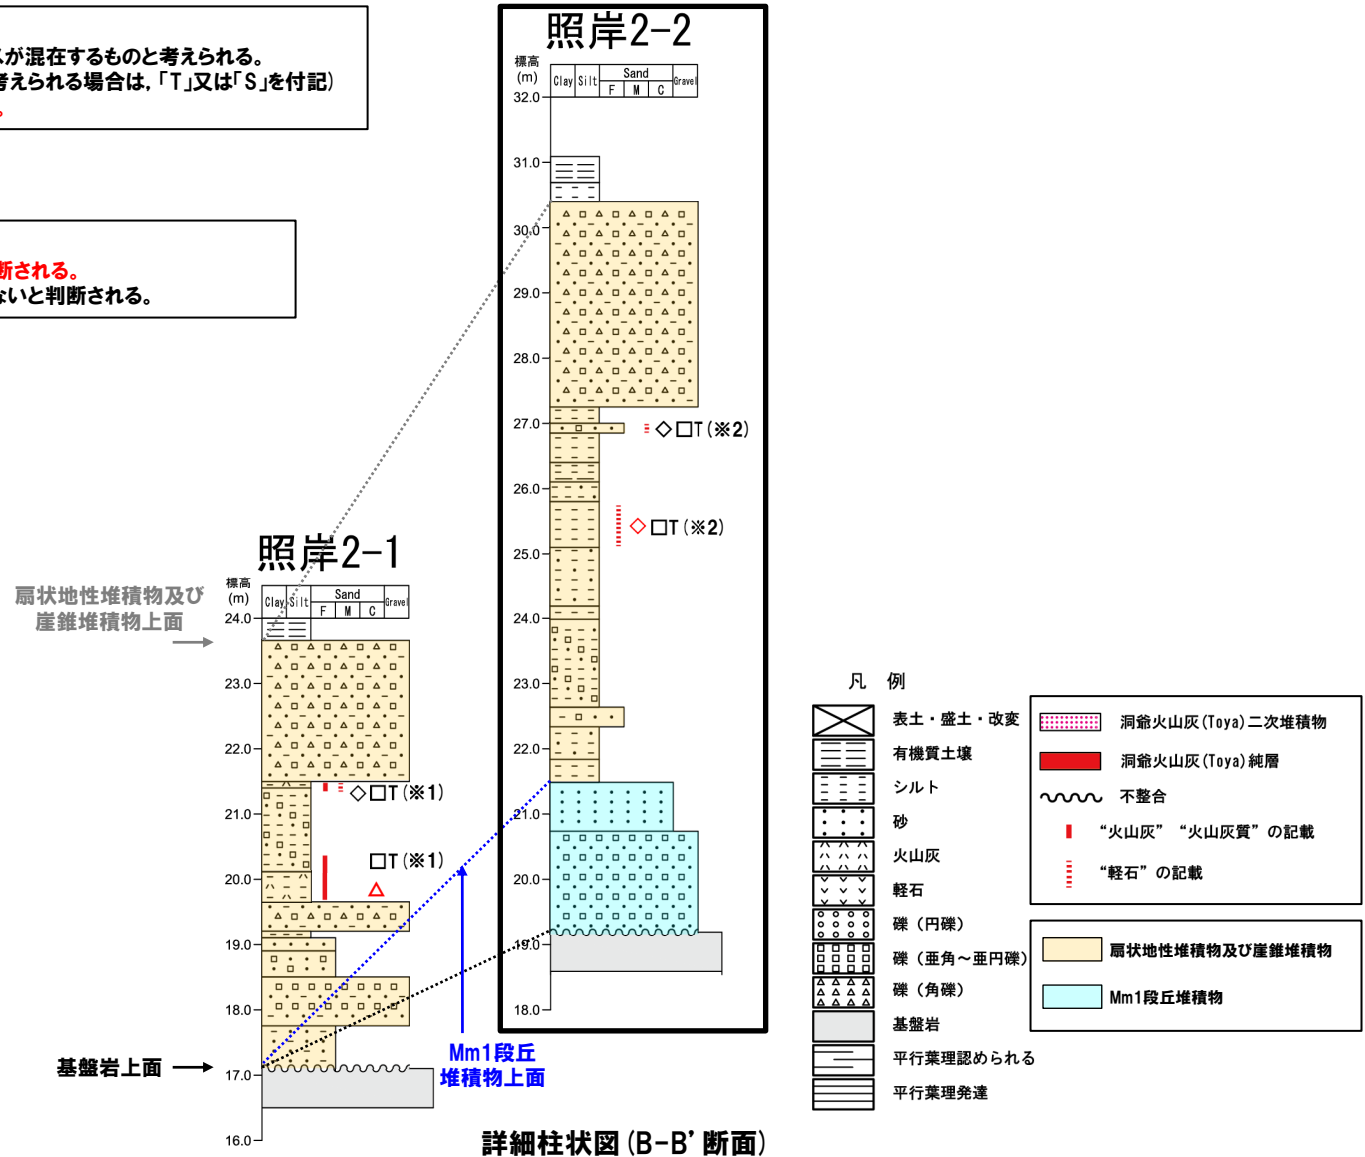 スが混在するものと考えられる。
考えられる場合は,「T」又は「S」を付記)
。
断される。
ないと判断される。
照岸2-2
標高
(m)
Clay Silt Sand Gravel
F M C
32.0
31.0
30.0
29.0
28.0
27.0
◇□T(※2)
26.0
◇□T(※2)
25.0
24.0
23.0
22.0
21.0
20.0
19.0
18.0
照岸2-1
標高
(m)
Clay Silt Sand Gravel
F M C
24.0
23.0
22.0
◇□T(※1)
21.0
□T(※1)
△
20.0
19.0
18.0
17.0
16.0
扇状地性堆積物及び
崖錐堆積物上面
基盤岩上面
Mm1段丘
堆積物上面
詳細柱状図(B-B’断面)
凡 例
表土・盛土・改変
有機質土壌
シルト
砂
火山灰
軽石
礫(円礫)
礫(亜角~亜円礫)
礫(角礫)
基盤岩
平行葉理認められる
平行葉理発達
洞爺火山灰(Toya)二次堆積物
洞爺火山灰(Toya)純層
不整合
“火山灰” “火山灰質”の記載
“軽石”の記載
扇状地性堆積物及び崖錐堆積物
Mm1段丘堆積物